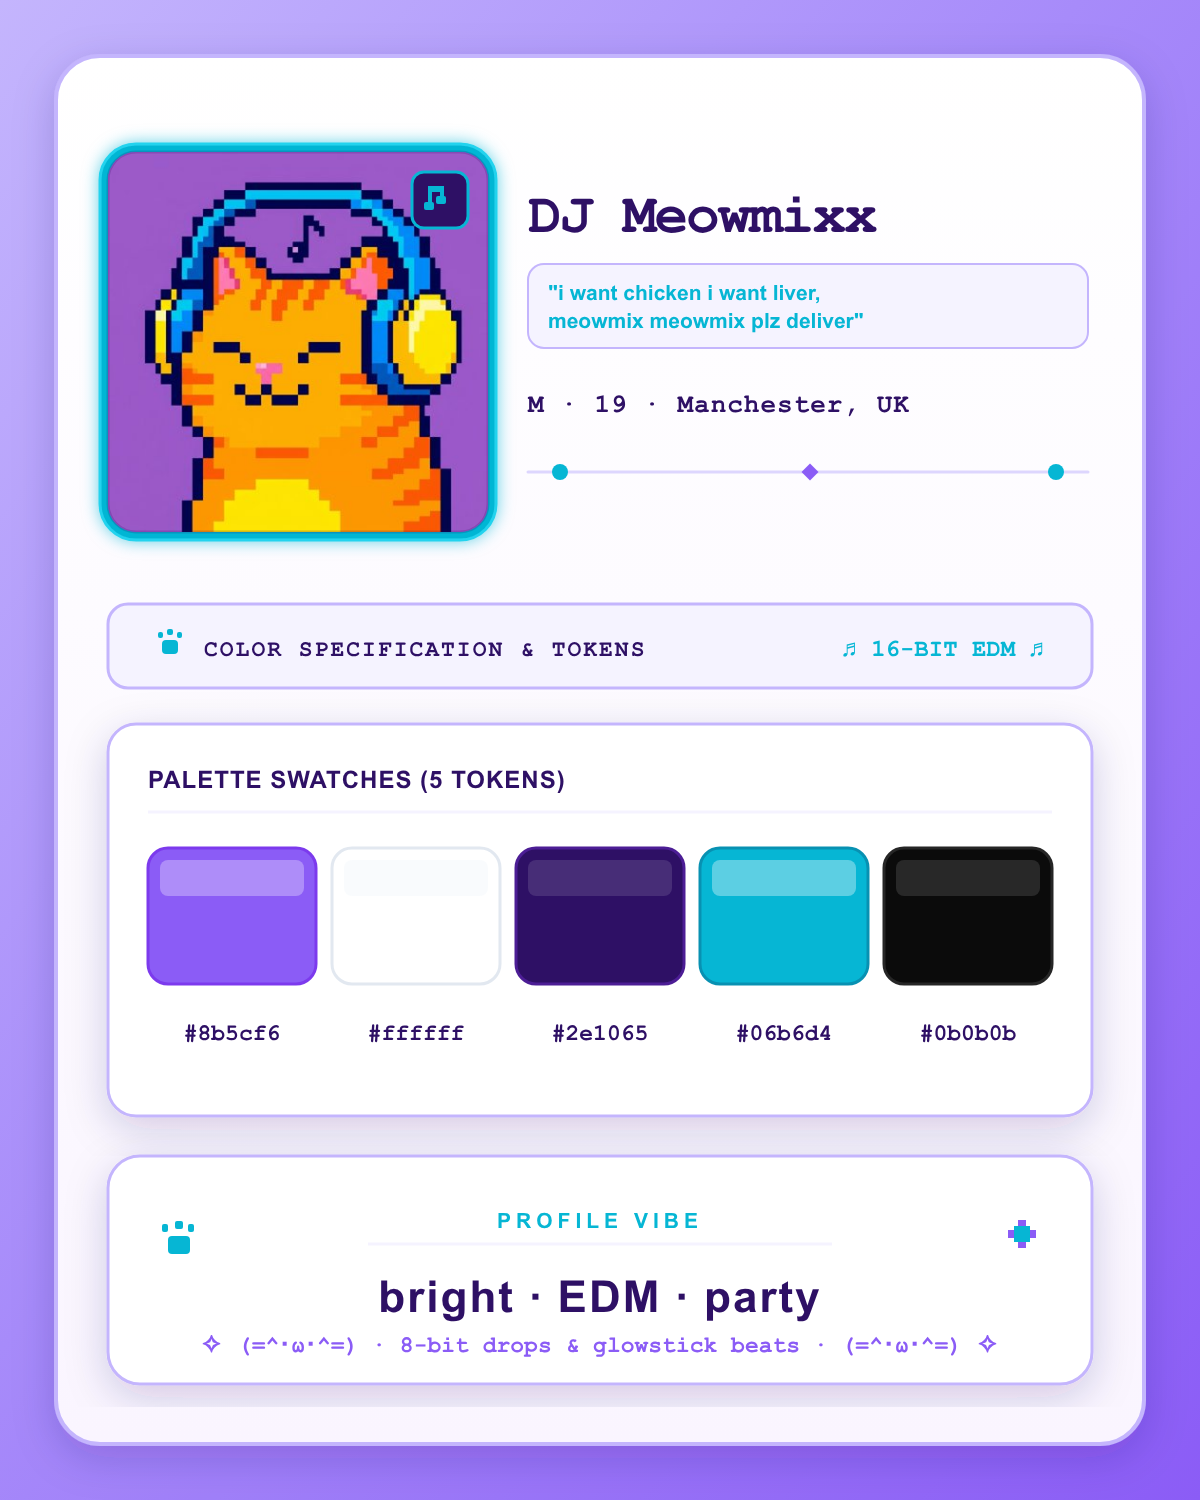 DJ Meowmixx
"i want chicken i want liver,
meowmix meowmix plz deliver"
M · 19 · Manchester, UK
COLOR SPECIFICATION & TOKENS
♬ 16-BIT EDM ♬
PALETTE SWATCHES (5 TOKENS)
#8b5cf6 #ffffff #2e1065 #06b6d4 #0b0b0b
PROFILE VIBE
bright · EDM · party
✧ (=^･ω･^=) · 8-bit drops & glowstick beats · (=^･ω･^=) ✧